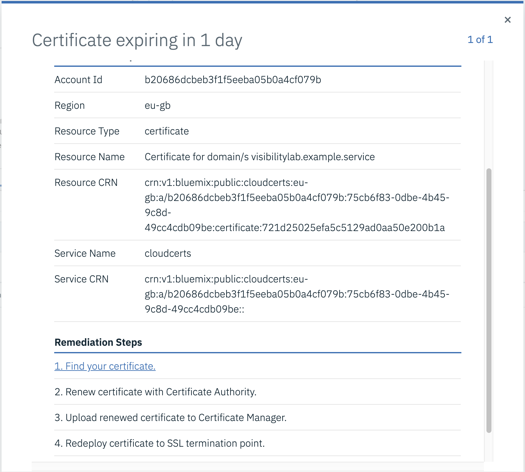 ×
Certificate expiring in 1 day
1 of 1
Account Id b20686dcbeb3f1f5eeba05b0a4cf079b
Region eu-gb
Resource Type certificate
Resource Name Certificate for domain/s visibilitylab.example.service
Resource CRN crn:v1:bluemix:public:cloudcerts:eu-
gb:a/b20686dcbeb3f1f5eeba05b0a4cf079b:75cb6f83-0dbe-4b45-
9c8d-
49cc4cdb09be:certificate:721d25025efa5c5129ad0aa50e200b1a
Service Name cloudcerts
Service CRN crn:v1:bluemix:public:cloudcerts:eu-
gb:a/b20686dcbeb3f1f5eeba05b0a4cf079b:75cb6f83-0dbe-4b45-
9c8d-49cc4cdb09be::
Remediation Steps
1. Find your certificate.
2. Renew certificate with Certificate Authority.
3. Upload renewed certificate to Certificate Manager.
4. Redeploy certificate to SSL termination point.